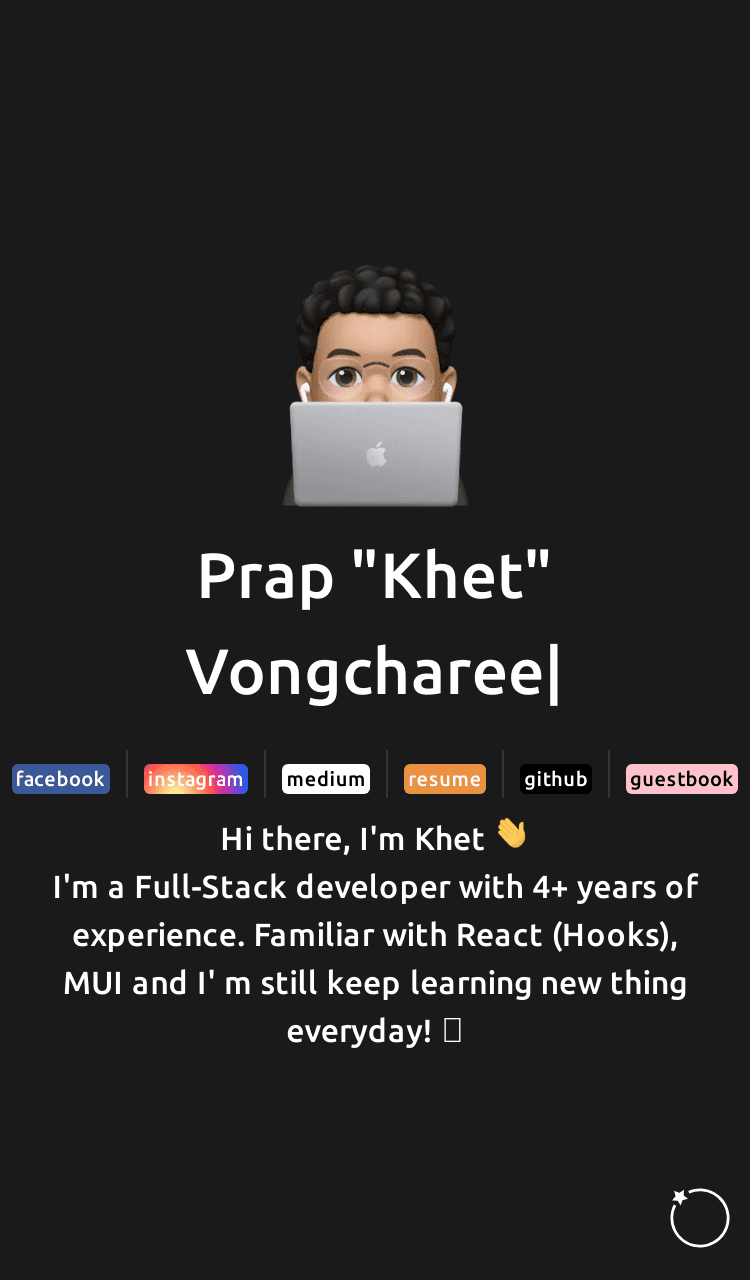 Prap "Khet"
Vongcharee|
facebook instagram medium resume github guestbook
Hi there, I'm Khet 👋
I'm a Full-Stack developer with 4+ years of
experience. Familiar with React (Hooks),
MUI and I' m still keep learning new thing
everyday!